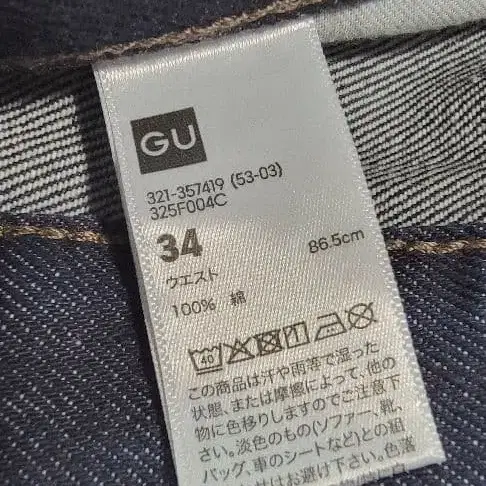 GU
321-357419 (53-03)
325F004C
34 86.5cm
ウエスト
100% 綿
40
この商品は汗や雨等で湿った
状態、または摩擦によって、他の
物に色移りしますのでご注意下
さい。淡色のもの(ソファー、靴、
バッグ、車のシートなど)との組
せはお避け下さい。色落